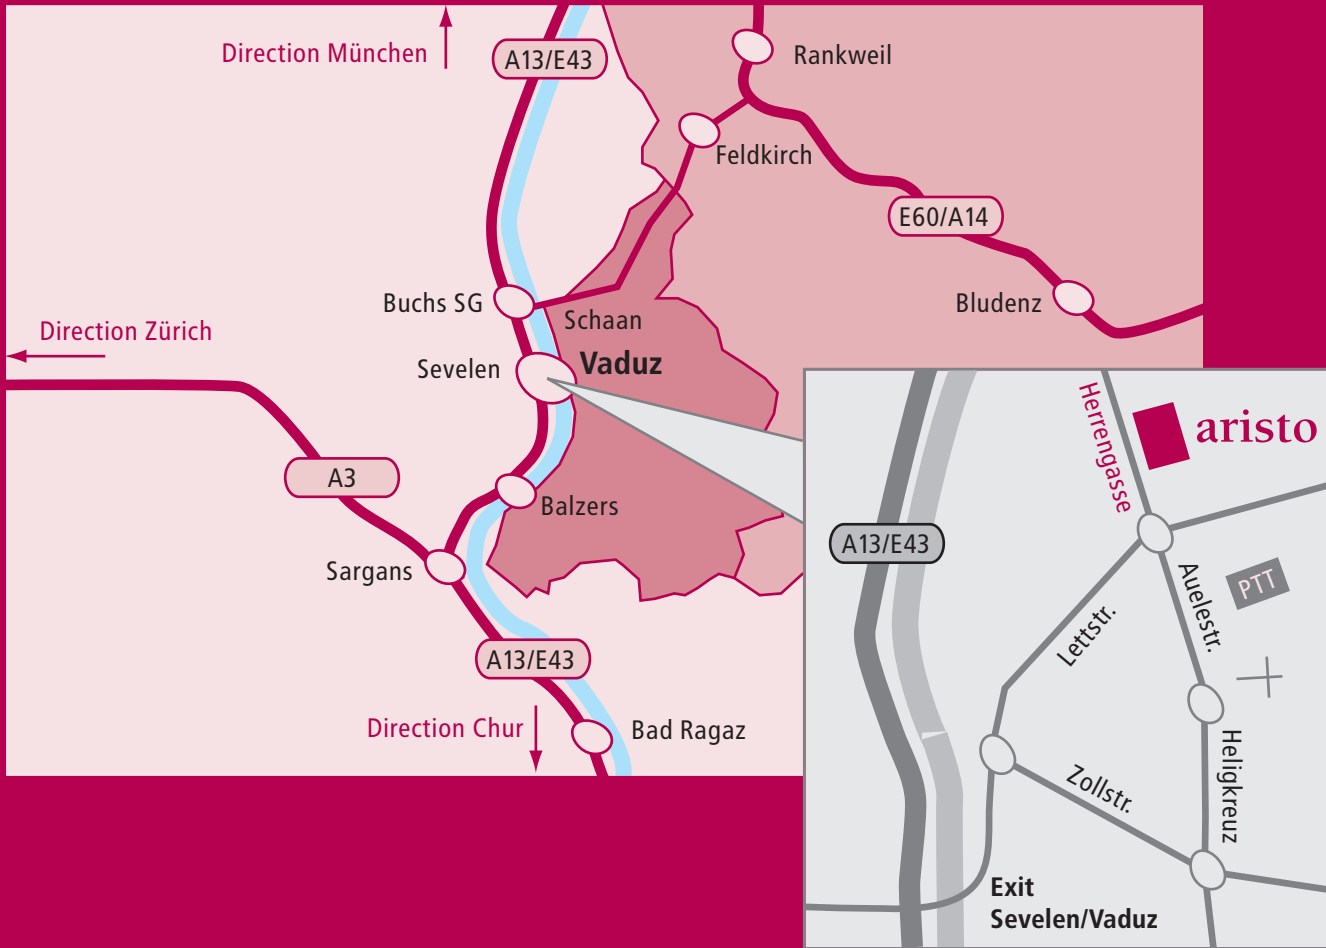 Direction München
A13/E43
Rankweil
Feldkirch
E60/A14
Buchs SG
Schaan
Bludenz
Direction Zürich
Sevelen
Vaduz
A3
Balzers
Sargans
A13/E43
Direction Chur
Bad Ragaz
Herrengasse
aristo
A13/E43
PTT
Auelestr.
Lettstr.
Heligkreuz
Zollstr.
Exit
Sevelen/Vaduz